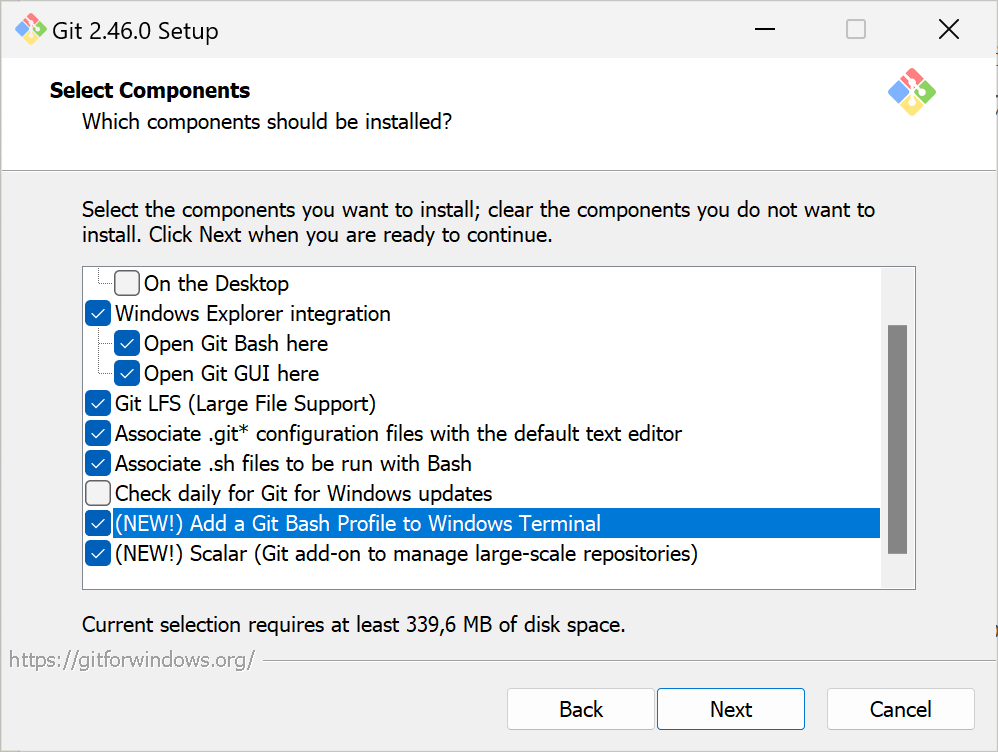 Git 2.46.0 Setup
Select Components
Which components should be installed?
Select the components you want to install; clear the components you do not want to
install. Click Next when you are ready to continue.
On the Desktop
Windows Explorer integration
Open Git Bash here
Open Git GUI here
Git LFS (Large File Support)
Associate .git* configuration files with the default text editor
Associate .sh files to be run with Bash
Check daily for Git for Windows updates
(NEW!) Add a Git Bash Profile to Windows Terminal
(NEW!) Scalar (Git add-on to manage large-scale repositories)
Current selection requires at least 339,6 MB of disk space.
https://gitforwindows.org/
Back
Next
Cancel